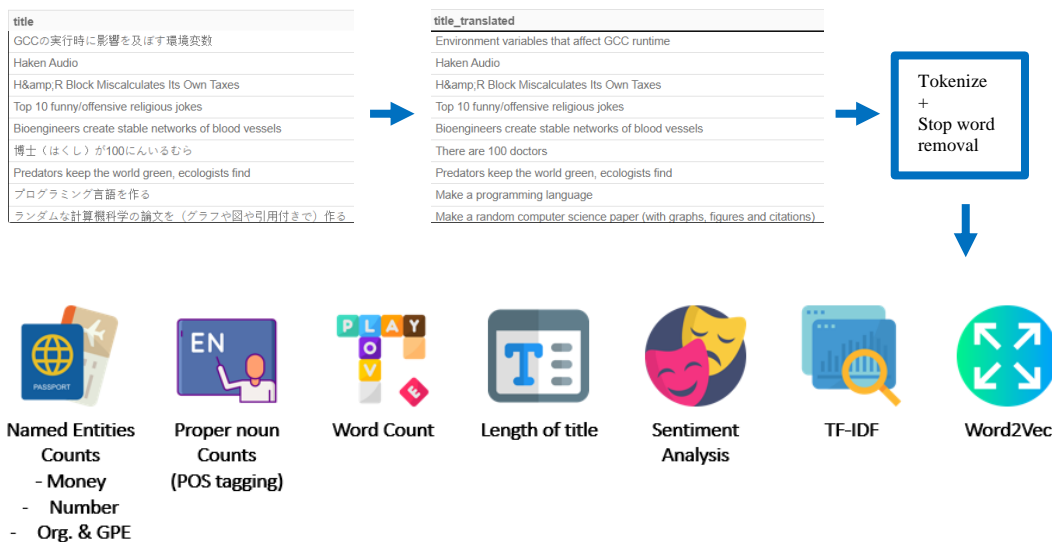 title
GCCの実行時に影響を及ぼす環境変数
Haken Audio
H&amp;R Block Miscalculates Its Own Taxes
Top 10 funny/offensive religious jokes
Bioengineers create stable networks of blood vessels
博士（はくし）が100にんいるむら
Predators keep the world green, ecologists find
プログラミング言語を作る
ランダムな計算機科学の論文を（グラフや図や引用付きで）作る
title_translated
Environment variables that affect GCC runtime
Haken Audio
H&amp;R Block Miscalculates Its Own Taxes
Top 10 funny/offensive religious jokes
Bioengineers create stable networks of blood vessels
There are 100 doctors
Predators keep the world green, ecologists find
Make a programming language
Make a random computer science paper (with graphs, figures and citations)
Tokenize
+
Stop word
removal
PASSPORT
EN
PLAY
O
V
E
T
Named Entities
Counts
- Money
- Number
- Org. & GPE
Proper noun
Counts
(POS tagging)
Word Count
Length of title
Sentiment
Analysis
TF-IDF
Word2Vec